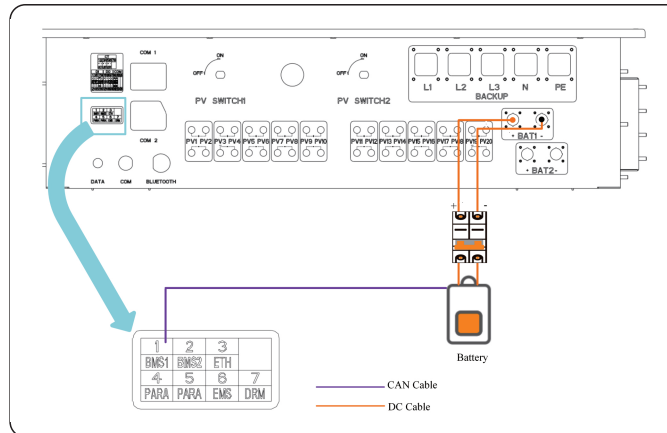 COM 1
ON
OFF
PV SWITCH1
ON
OFF
PV SWITCH2
L1 L2 L3 N PE
BACKUP
COM 2
PV1 PV2 PV3 PV4 PV5 PV6 PV7 PV8 PV9 PV10
PV11 PV12 PV13 PV14 PV15 PV16 PV17 PV18 PV19 PV20
+ BAT1 -
+ BAT2 -
DATA COM BLUETOOTH
+ -
Battery
1 2 3
BMS1 BMS2 ETH
4 5 6 7
PARA PARA EMS DRM
CAN Cable
DC Cable